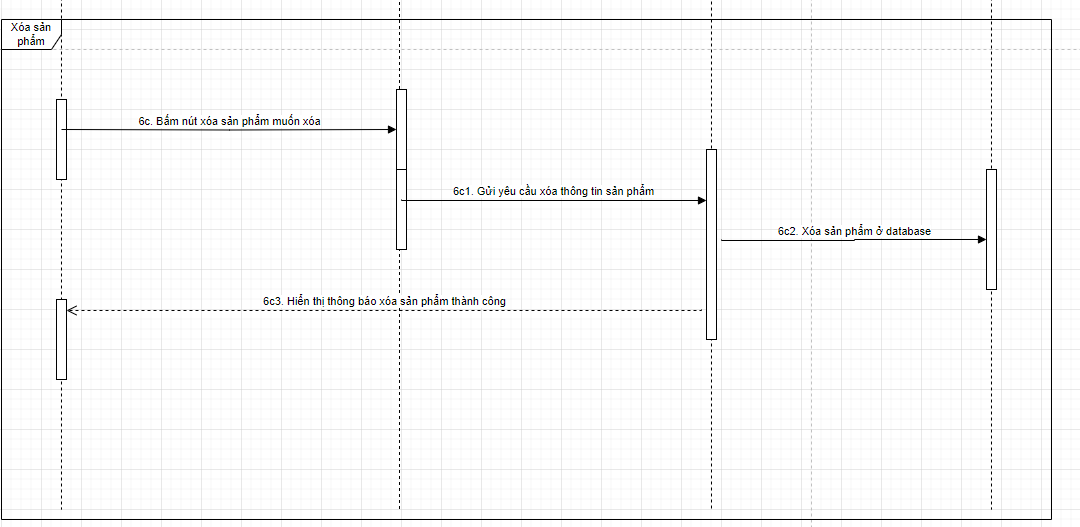 Xóa sản
phẩm
6c. Bấm nút xóa sản phẩm muốn xóa
6c1. Gửi yêu cầu xóa thông tin sản phẩm
6c2. Xóa sản phẩm ở database
6c3. Hiển thị thông báo xóa sản phẩm thành công